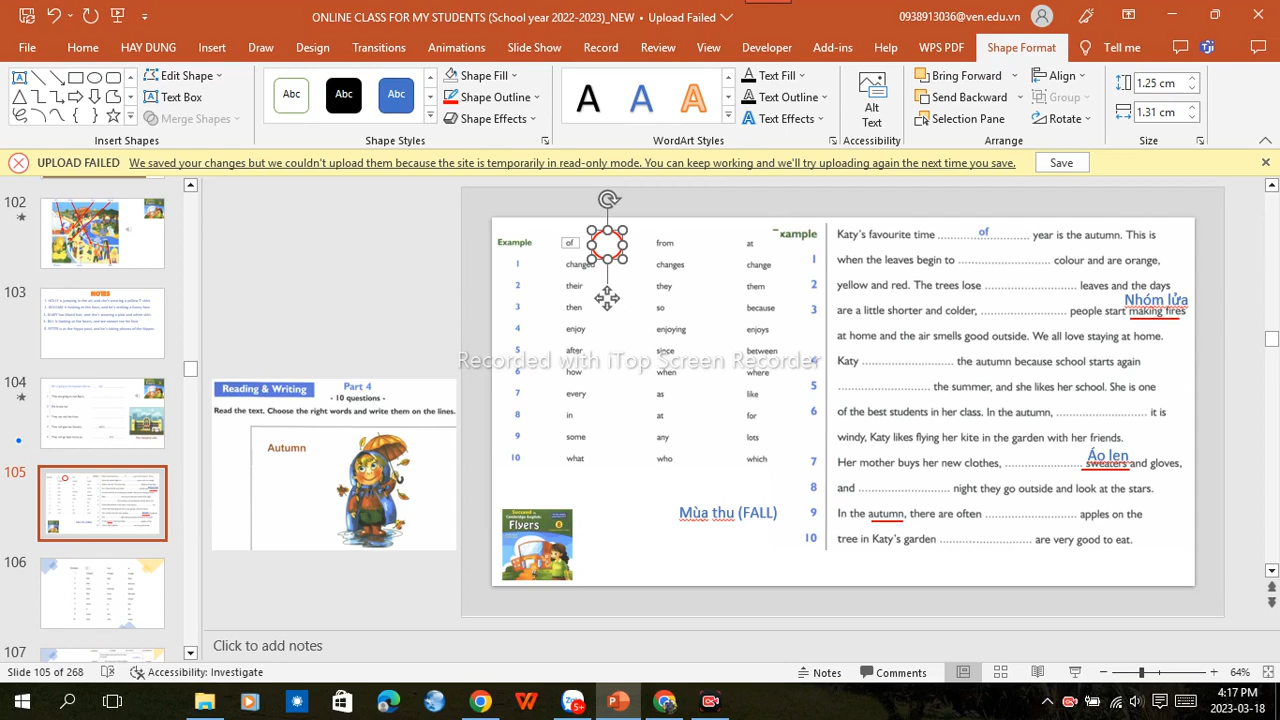 ONLINE CLASS FOR MY STUDENTS (School year 2022-2023)_NEW • Upload Failed
0938913036@ven.edu.vn
File Home HAY DUNG Insert Draw Design Transitions Animations Slide Show Record Review View Developer Add-ins Help WPS PDF Shape Format Tell me
Edit Shape
Text Box
Merge Shapes
Insert Shapes
Abc Abc Abc
Shape Fill
Shape Outline
Shape Effects
Shape Styles
A A A
Text Fill
Text Outline
Text Effects
WordArt Styles
Alt
Text
Accessibility
Bring Forward
Send Backward
Selection Pane
Align
Group
Rotate
Arrange
1.25 cm
1.31 cm
Size
UPLOAD FAILED We saved your changes but we couldn't upload them because the site is temporarily in read-only mode. You can keep working and we'll try uploading again the next time you save. Save
102
103
NOTES
104
105
106
107
Reading & Writing Part 4
- 10 questions -
Read the text. Choose the right words and write them on the lines.
Autumn
Example of from at
1 changed changes change
2 their they them
3 then so because
4 enjoy enjoying enjoys
5 after since between
6 how when where
7 every as like
8 in at for
9 some any lots
10 what who which
Mùa thu (FALL)
Succeed in
Cambridge English
Flyers
xample Katy's favourite time of year is the autumn. This is
1 when the leaves begin to colour and are orange,
2 yellow and red. The trees lose leaves and the days
Nhóm lửa
3 are a little shorter and colder, people start making fires
at home and the air smells good outside. We all love staying at home.
4 Katy the autumn because school starts again
5 the summer, and she likes her school. She is one
6 of the best students in her class. In the autumn, it is
windy, Katy likes flying her kite in the garden with her friends.
Áo len
7 Her mother buys her new clothes, sweaters and gloves,
8 and night they go outside and look at the stars.
In the autumn, there are often apples on the
10 tree in Katy's garden are very good to eat.
Recorded with iTop Screen Recorder
Click to add notes
Slide 105 of 268 Accessibility: Investigate Notes Comments 64%
5+
4:17 PM
2023-03-18